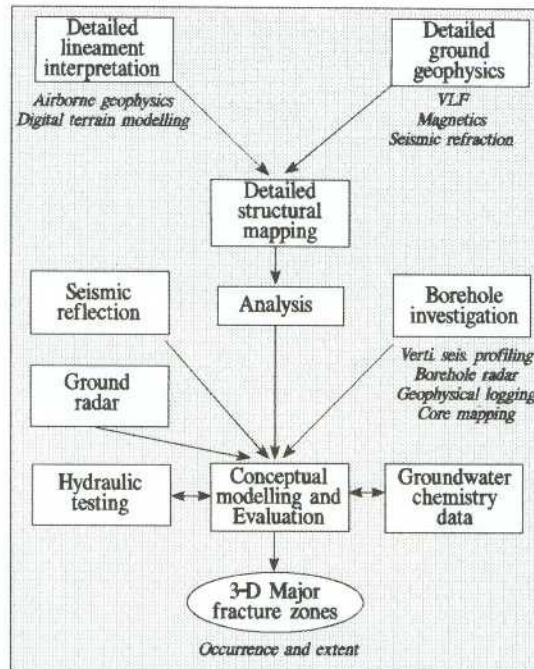 Detailed
lineament
interpretation
Airborne geophysics
Digital terrain modelling
Detailed
ground
geophysics
VLF
Magnetics
Seismic refraction
Detailed
structural
mapping
Analysis
Seismic
reflection
Ground
radar
Borehole
investigation
Verti. seis. profiling
Borehole radar
Geophysical logging
Core mapping
Hydraulic
testing
Conceptual
modelling and
Evaluation
Groundwater
chemistry
data
3-D Major
fracture zones
Occurrence and extent